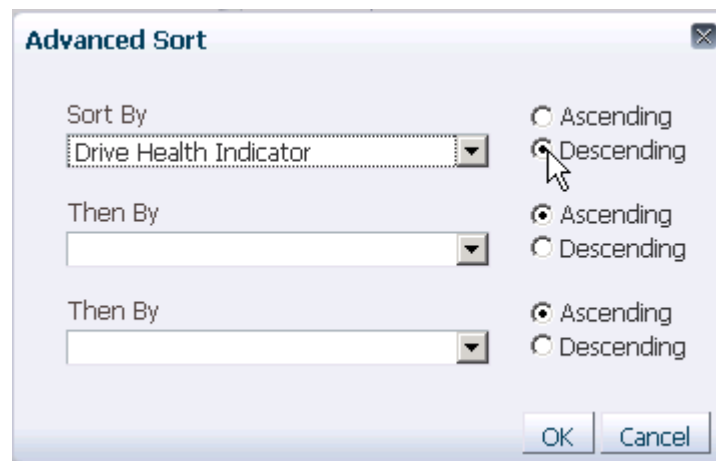 Advanced Sort
Sort By
Ascending
Drive Health Indicator
Descending
Then By
Ascending
Descending
Then By
Ascending
Descending
OK
Cancel